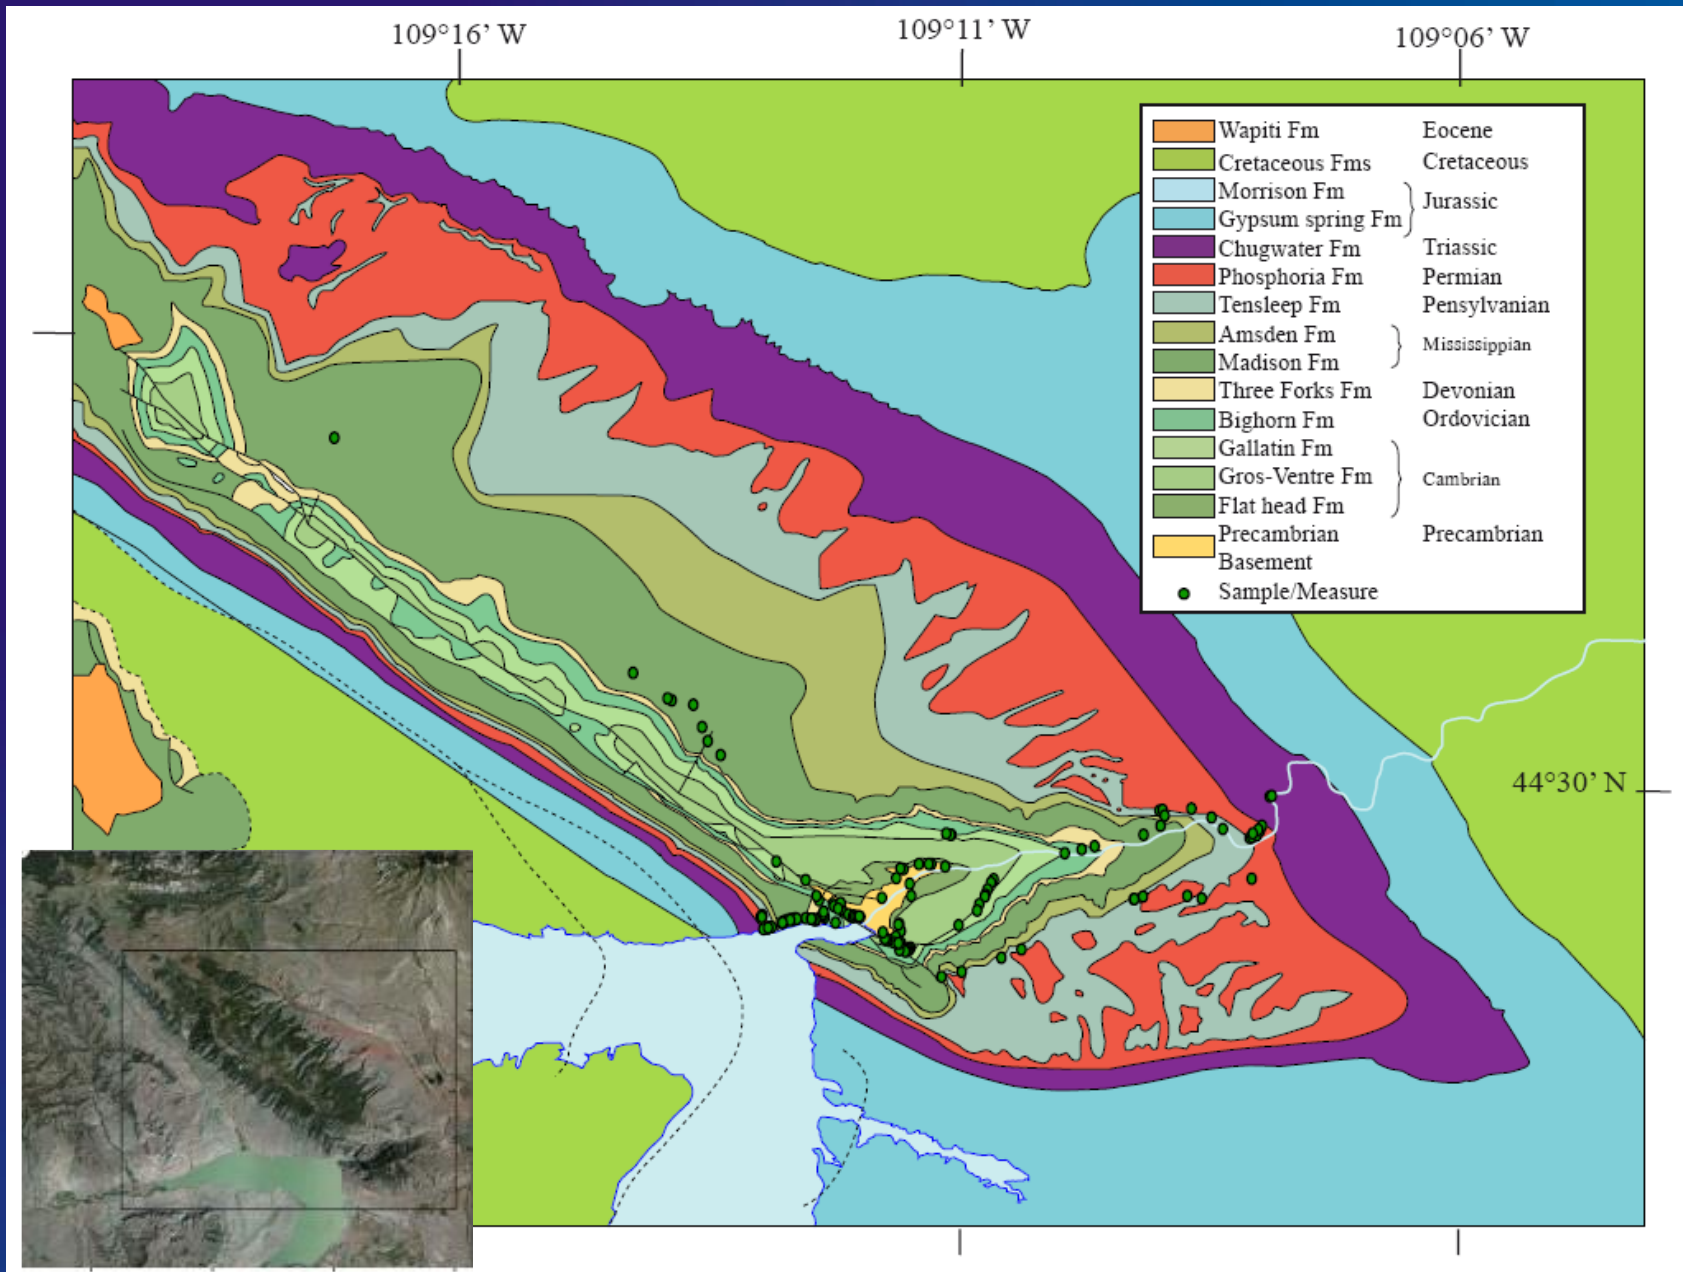 109°16’ W
109°11’ W
109°06’ W
Wapiti Fm Eocene
Cretaceous Fms Cretaceous
Morrison Fm
Jurassic
Gypsum spring Fm
Chugwater Fm Triassic
Phosphoria Fm Permian
Tensleep Fm Pensylvanian
Amsden Fm
Mississippian
Madison Fm
Three Forks Fm Devonian
Bighorn Fm Ordovician
Gallatin Fm
Gros-Ventre Fm Cambrian
Flat head Fm
Precambrian Precambrian
Basement
Sample/Measure
44°30’ N